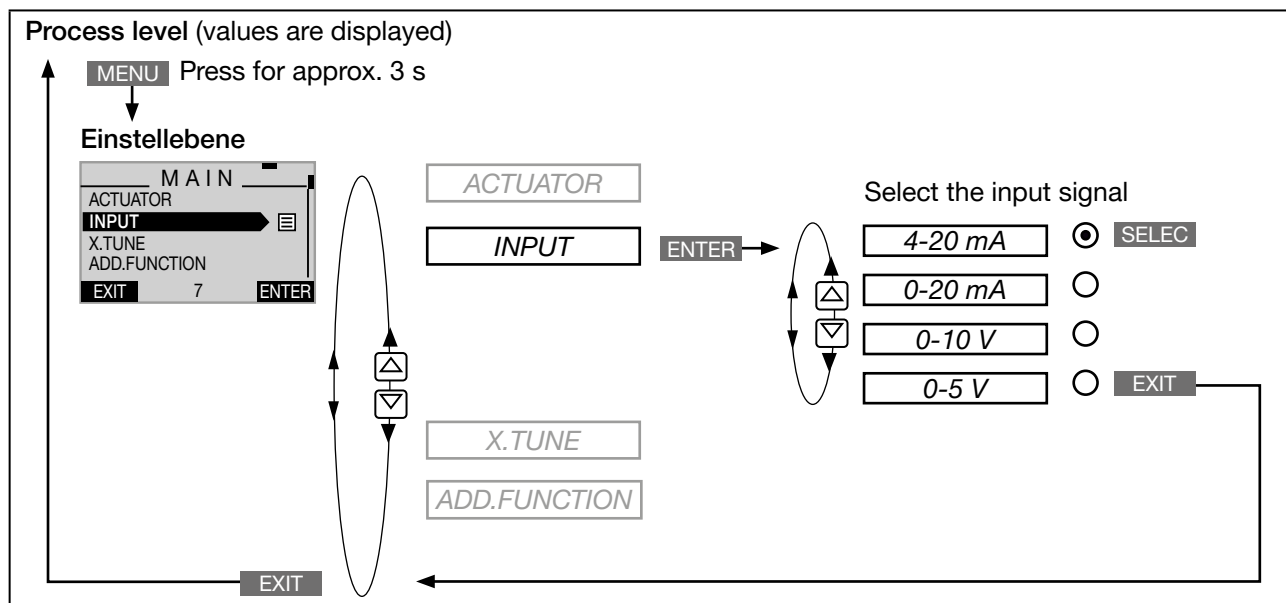 Process level (values are displayed)
MENU Press for approx. 3 s
Einstellebene
MAIN
ACTUATOR
INPUT
X.TUNE
ADD.FUNCTION
EXIT 7 ENTER
ACTUATOR
INPUT
ENTER
X.TUNE
ADD.FUNCTION
Select the input signal
4-20 mA SELEC
0-20 mA
0-10 V
0-5 V EXIT
EXIT